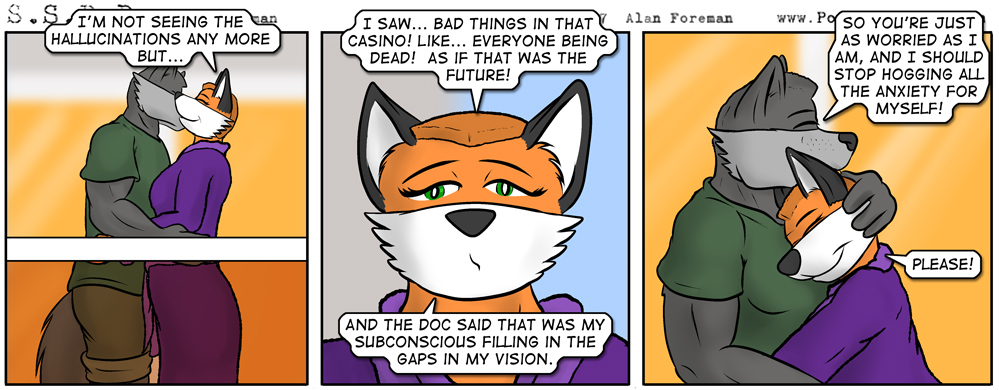 Foreman
Alan Foreman
I'M NOT SEEING THE
HALLUCINATIONS ANY MORE
BUT...
I SAW... BAD THINGS IN THAT
CASINO! LIKE... EVERYONE BEING
DEAD! AS IF THAT WAS THE
FUTURE!
AND THE DOC SAID THAT WAS MY
SUBCONSCIOUS FILLING IN THE
GAPS IN MY VISION.
SO YOU'RE JUST
AS WORRIED AS I
AM, AND I SHOULD
STOP HOGGING ALL
THE ANXIETY FOR
MYSELF!
PLEASE!